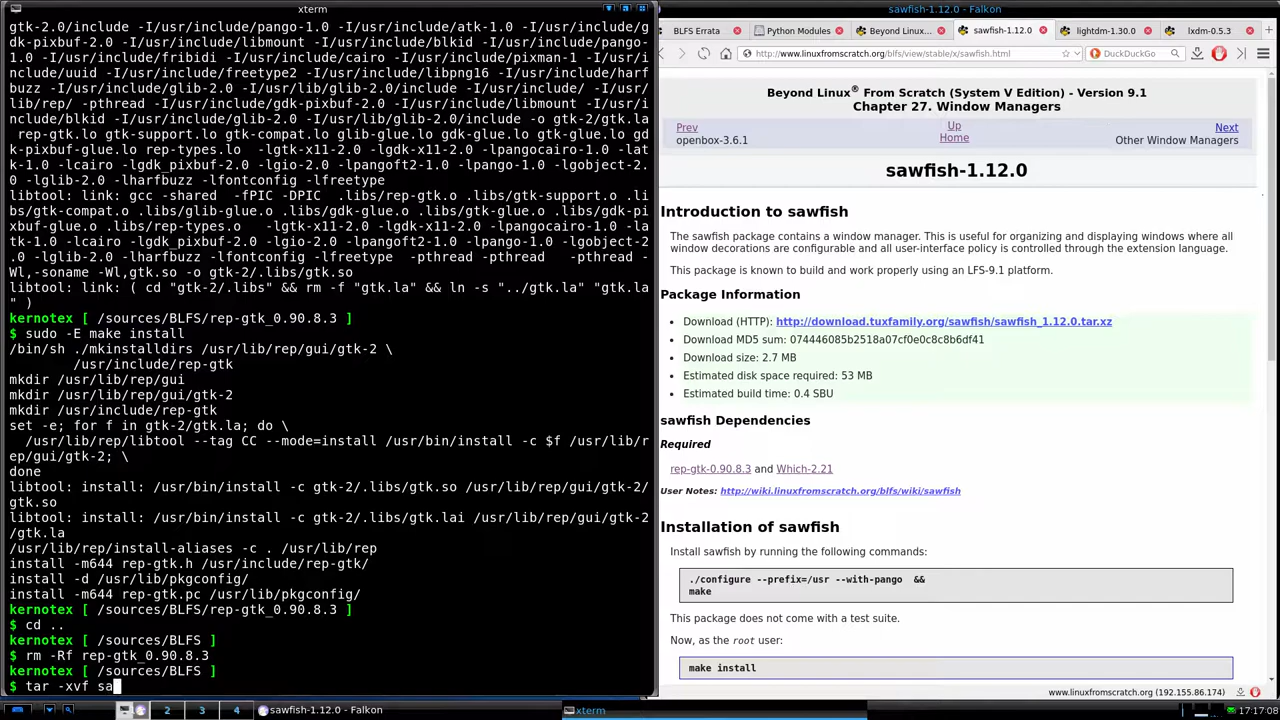 xterm
gtk-2.0/include -I/usr/include/pango-1.0 -I/usr/include/atk-1.0 -I/usr/include/g
dk-pixbuf-2.0 -I/usr/include/libmount -I/usr/include/blkid -I/usr/include/pango-
1.0 -I/usr/include/fribidi -I/usr/include/cairo -I/usr/include/pixman-1 -I/usr/i
nclude/uuid -I/usr/include/freetype2 -I/usr/include/libpng16 -I/usr/include/harf
buzz -I/usr/include/glib-2.0 -I/usr/lib/glib-2.0/include -I/usr/include/ -I/usr/
lib/rep/ -pthread -I/usr/include/gdk-pixbuf-2.0 -I/usr/include/libmount -I/usr/i
nclude/blkid -I/usr/include/glib-2.0 -I/usr/lib/glib-2.0/include -o gtk-2/gtk.la
 rep-gtk.lo gtk-support.lo gtk-compat.lo glib-glue.lo gdk-glue.lo gtk-glue.lo gd
k-pixbuf-glue.lo rep-types.lo -lgtk-x11-2.0 -lgdk-x11-2.0 -lpangocairo-1.0 -lat
k-1.0 -lcairo -lgdk_pixbuf-2.0 -lgio-2.0 -lpangoft2-1.0 -lpango-1.0 -lgobject-2.
0 -lglib-2.0 -lharfbuzz -lfontconfig -lfreetype
libtool: link: gcc -shared  -fPIC -DPIC  .libs/rep-gtk.o .libs/gtk-support.o .li
bs/gtk-compat.o .libs/glib-glue.o .libs/gdk-glue.o .libs/gtk-glue.o .libs/gdk-pi
xbuf-glue.o .libs/rep-types.o   -lgtk-x11-2.0 -lgdk-x11-2.0 -lpangocairo-1.0 -la
tk-1.0 -lcairo -lgdk_pixbuf-2.0 -lgio-2.0 -lpangoft2-1.0 -lpango-1.0 -lgobject-2
.0 -lglib-2.0 -lharfbuzz -lfontconfig -lfreetype  -pthread -pthread   -pthread -
Wl,-soname -Wl,gtk.so -o gtk-2/.libs/gtk.so
libtool: link: ( cd "gtk-2/.libs" && rm -f "gtk.la" && ln -s "../gtk.la" "gtk.la
" )
kernotex [ /sources/BLFS/rep-gtk_0.90.8.3 ]
$ sudo -E make install
/bin/sh ./mkinstalldirs /usr/lib/rep/gui/gtk-2 \
        /usr/include/rep-gtk
mkdir /usr/lib/rep/gui
mkdir /usr/lib/rep/gui/gtk-2
mkdir /usr/include/rep-gtk
set -e; for f in gtk-2/gtk.la; do \
  /usr/lib/rep/libtool --tag CC --mode=install /usr/bin/install -c $f /usr/lib/r
ep/gui/gtk-2; \
done
libtool: install: /usr/bin/install -c gtk-2/.libs/gtk.so /usr/lib/rep/gui/gtk-2/
gtk.so
libtool: install: /usr/bin/install -c gtk-2/.libs/gtk.lai /usr/lib/rep/gui/gtk-2
/gtk.la
/usr/lib/rep/install-aliases -c . /usr/lib/rep
install -m644 rep-gtk.h /usr/include/rep-gtk/
install -d /usr/lib/pkgconfig/
install -m644 rep-gtk.pc /usr/lib/pkgconfig/
kernotex [ /sources/BLFS/rep-gtk_0.90.8.3 ]
$ cd ..
kernotex [ /sources/BLFS ]
$ rm -Rf rep-gtk_0.90.8.3
kernotex [ /sources/BLFS ]
$ tar -xvf sa
sawfish-1.12.0 - Falkon
BLFS Errata Python Modules Beyond Linux... sawfish-1.12.0 lightdm-1.30.0 lxdm-0.5.3
http://www.linuxfromscratch.org/blfs/view/stable/x/sawfish.html DuckDuckGo
Beyond Linux® From Scratch (System V Edition) - Version 9.1
Chapter 27. Window Managers
Prev Up Next
openbox-3.6.1 Home Other Window Managers
sawfish-1.12.0
Introduction to sawfish
The sawfish package contains a window manager. This is useful for organizing and displaying windows where all
window decorations are configurable and all user-interface policy is controlled through the extension language.
This package is known to build and work properly using an LFS-9.1 platform.
Package Information
• Download (HTTP): http://download.tuxfamily.org/sawfish/sawfish_1.12.0.tar.xz
• Download MD5 sum: 074446085b2518a07cf0e0c8c8b6df41
• Download size: 2.7 MB
• Estimated disk space required: 53 MB
• Estimated build time: 0.4 SBU
sawfish Dependencies
Required
rep-gtk-0.90.8.3 and Which-2.21
User Notes: http://wiki.linuxfromscratch.org/blfs/wiki/sawfish
Installation of sawfish
Install sawfish by running the following commands:
./configure --prefix=/usr --with-pango  &&
make
This package does not come with a test suite.
Now, as the root user:
make install
www.linuxfromscratch.org (192.155.86.174)
2 3 4 sawfish-1.12.0 - Falkon xterm 17:17:08